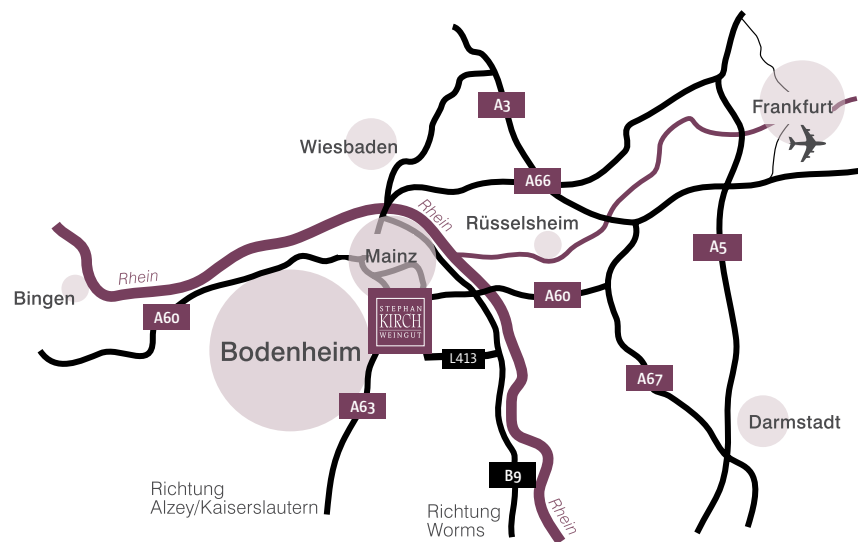 A3
Frankfurt
Wiesbaden
A66
Rhein
Rüsselsheim
Mainz
A5
Rhein
Bingen
A60
A60
STEPHAN
KIRCH
WEINGUT
Bodenheim
L413
A67
A63
Darmstadt
B9
Richtung
Alzey/Kaiserslautern
Richtung
Worms
Rhein